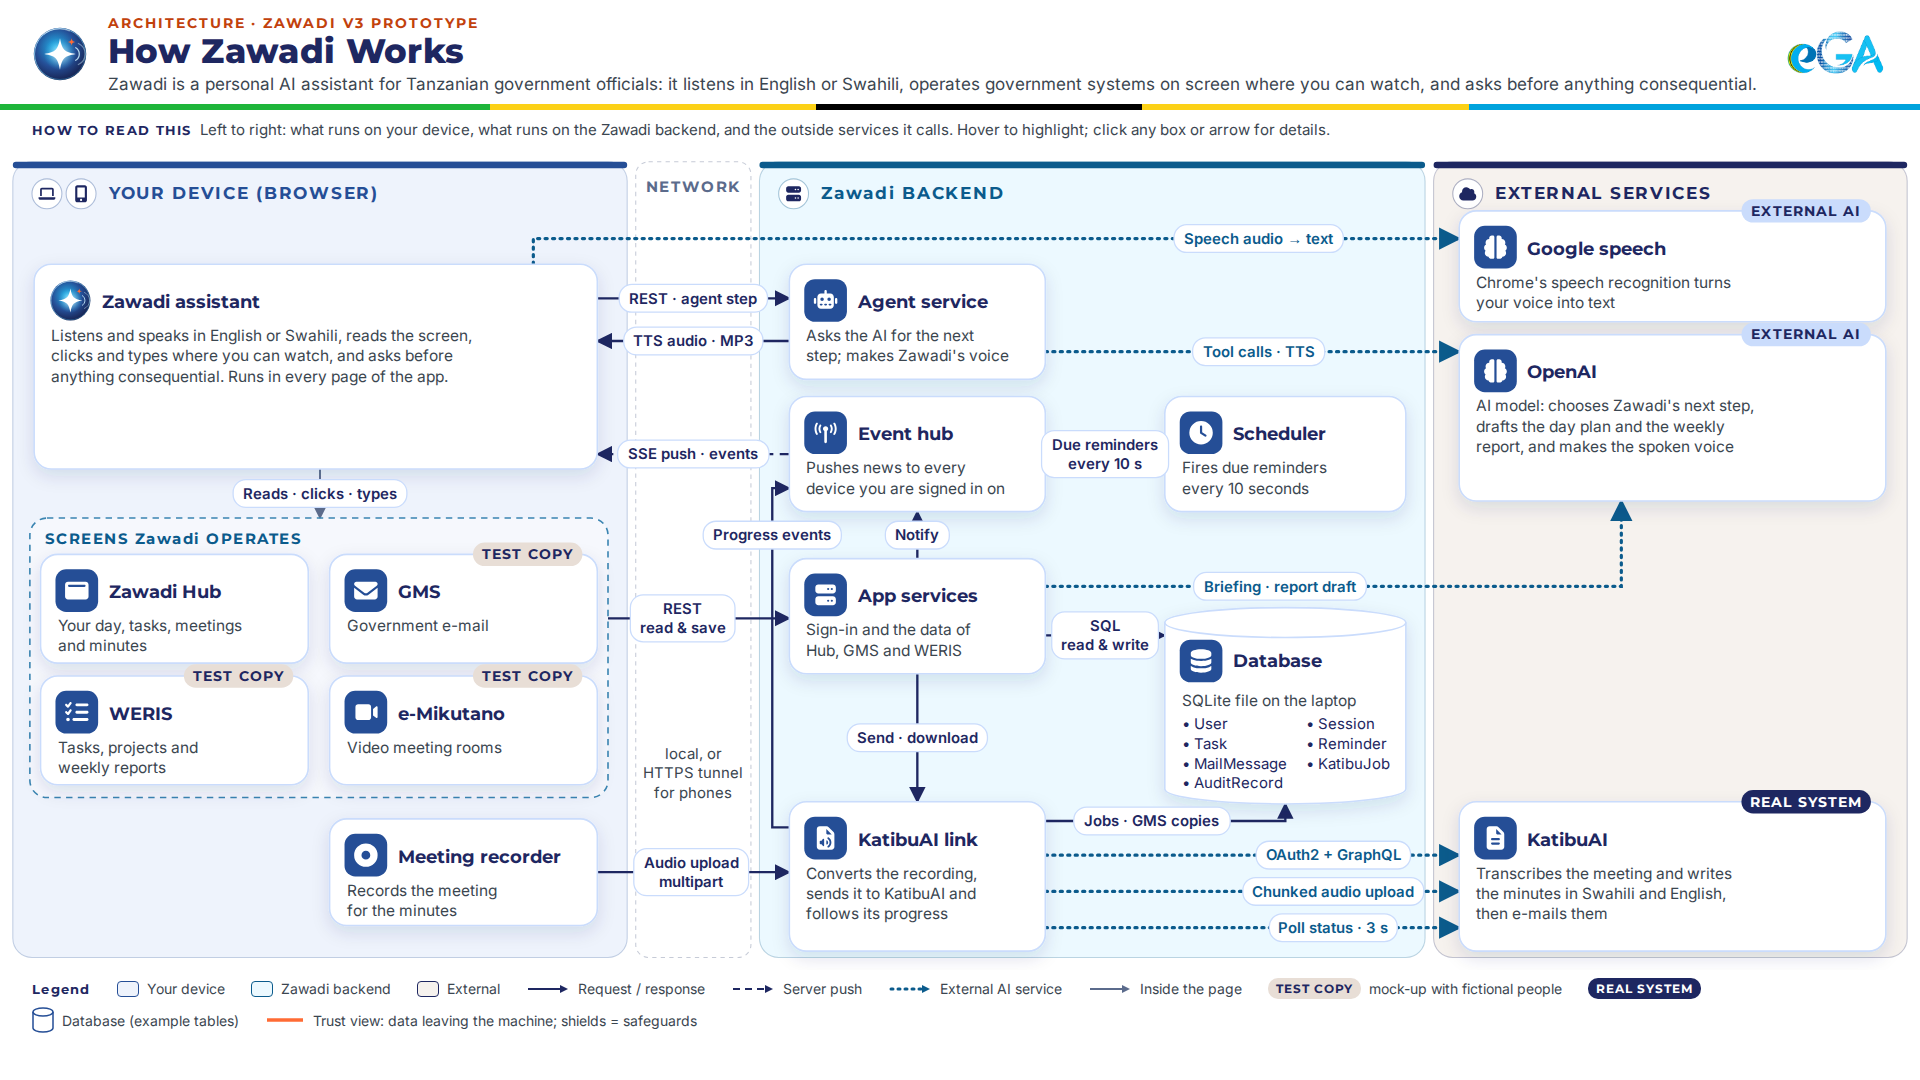 ARCHITECTURE · ZAWADI V3 PROTOTYPE
How Zawadi Works
Zawadi is a personal AI assistant for Tanzanian government officials: it listens in English or Swahili, operates government systems on screen where you can watch, and asks before anything consequential.
eGA
HOW TO READ THIS Left to right: what runs on your device, what runs on the Zawadi backend, and the outside services it calls. Hover to highlight; click any box or arrow for details.
YOUR DEVICE (BROWSER)
Zawadi assistant
Listens and speaks in English or Swahili, reads the screen,
clicks and types where you can watch, and asks before
anything consequential. Runs in every page of the app.
Reads · clicks · types
SCREENS Zawadi OPERATES
Zawadi Hub
Your day, tasks, meetings
and minutes
TEST COPY
GMS
Government e-mail
TEST COPY
WERIS
Tasks, projects and
weekly reports
TEST COPY
e-Mikutano
Video meeting rooms
Meeting recorder
Records the meeting
for the minutes
NETWORK
REST · agent step
TTS audio · MP3
SSE push · events
Progress events
REST
read & save
local, or
HTTPS tunnel
for phones
Audio upload
multipart
Zawadi BACKEND
Speech audio → text
Agent service
Asks the AI for the next
step; makes Zawadi's voice
Tool calls · TTS
Event hub
Pushes news to every
device you are signed in on
Due reminders
every 10 s
Scheduler
Fires due reminders
every 10 seconds
Notify
App services
Sign-in and the data of
Hub, GMS and WERIS
Briefing · report draft
SQL
read & write
Database
SQLite file on the laptop
• User
• Task
• MailMessage
• AuditRecord
• Session
• Reminder
• KatibuJob
Send · download
KatibuAI link
Converts the recording,
sends it to KatibuAI and
follows its progress
Jobs · GMS copies
OAuth2 + GraphQL
Chunked audio upload
Poll status · 3 s
EXTERNAL SERVICES
EXTERNAL AI
Google speech
Chrome's speech recognition turns
your voice into text
EXTERNAL AI
OpenAI
AI model: chooses Zawadi's next step,
drafts the day plan and the weekly
report, and makes the spoken voice
REAL SYSTEM
KatibuAI
Transcribes the meeting and writes
the minutes in Swahili and English,
then e-mails them
Legend Your device Zawadi backend External Request / response Server push External AI service Inside the page TEST COPY mock-up with fictional people REAL SYSTEM
Database (example tables) Trust view: data leaving the machine; shields = safeguards